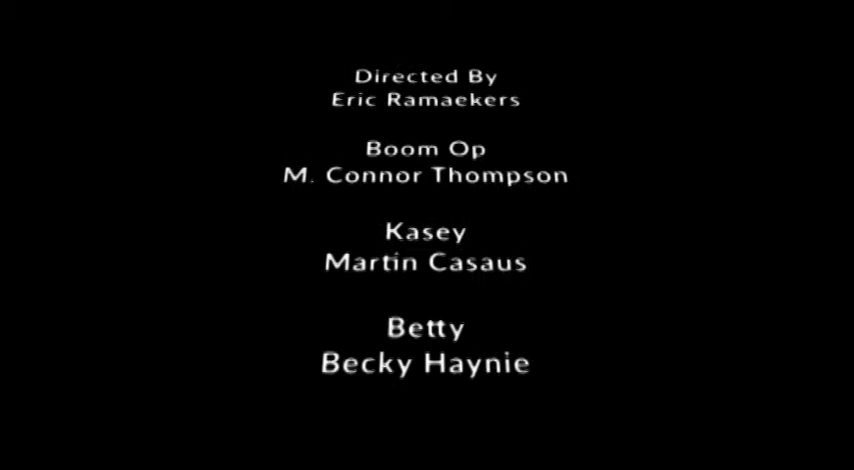 Directed By
Eric Ramaekers
Boom Op
M. Connor Thompson
Kasey
Martin Casaus
Betty
Becky Haynie